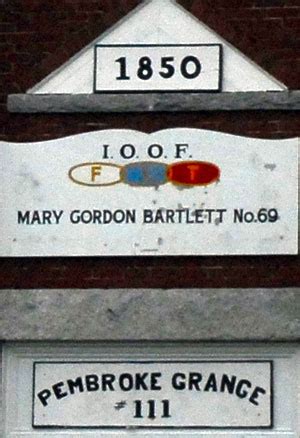 1850
I.O.O.F.
F L T
MARY GORDON BARTLETT No.69
PEMBROKE GRANGE
#111